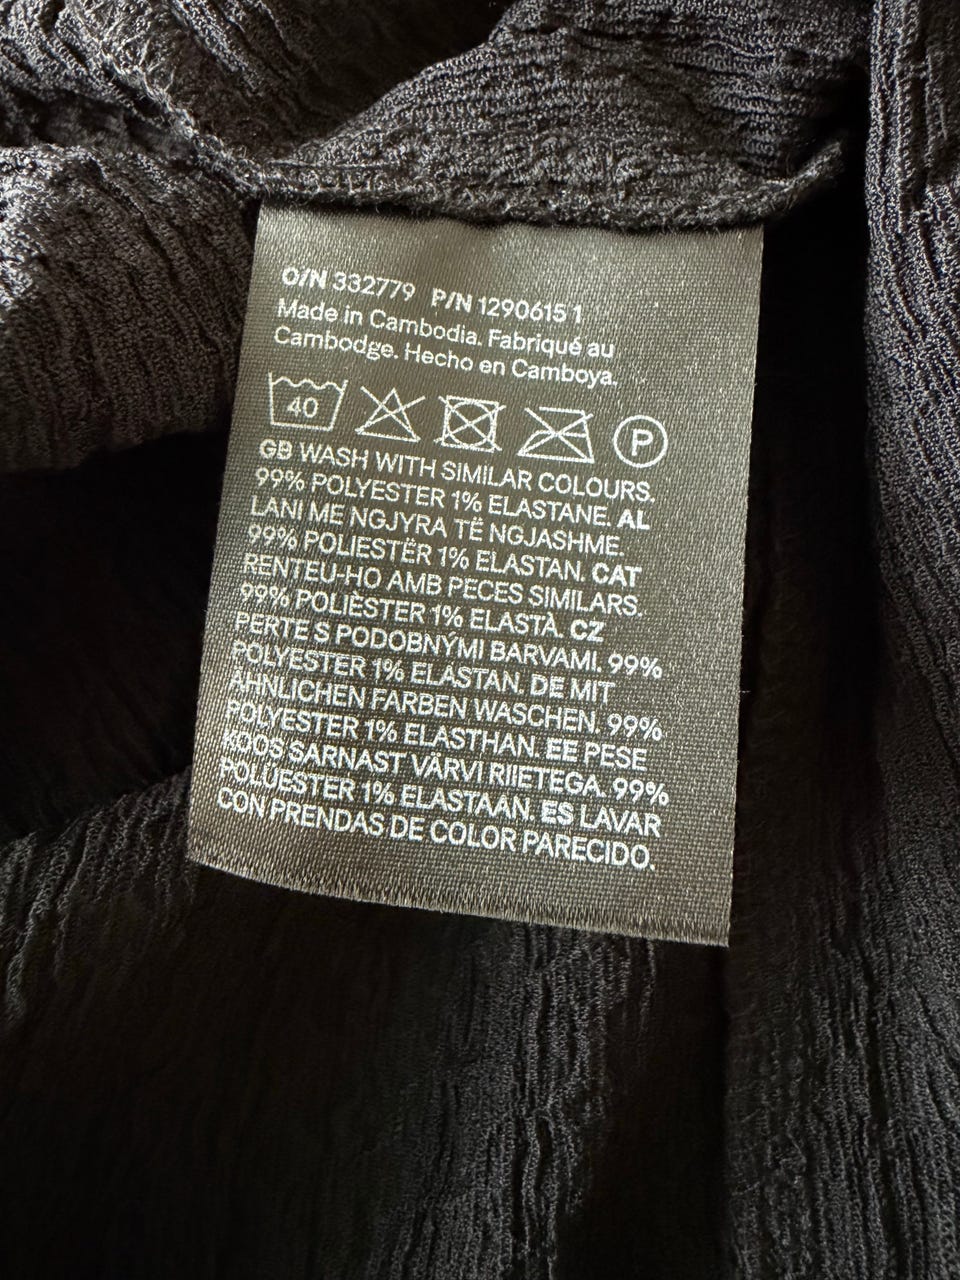 O/N 332779 P/N 1290615 1
Made in Cambodia. Fabriqué au
Cambodge. Hecho en Camboya.
40 P
GB WASH WITH SIMILAR COLOURS.
99% POLYESTER 1% ELASTANE. AL
LANI ME NGJYRA TË NGJASHME.
99% POLIESTËR 1% ELASTAN. CAT
RENTEU-HO AMB PECES SIMILARS.
99% POLIÈSTER 1% ELASTÀ. CZ
PERTE S PODOBNÝMI BARVAMI. 99%
POLYESTER 1% ELASTAN. DE MIT
ÄHNLICHEN FARBEN WASCHEN. 99%
POLYESTER 1% ELASTHAN. EE PESE
KOOS SARNAST VÄRVI RIIETEGA. 99%
POLÜESTER 1% ELASTAAN. ES LAVAR
CON PRENDAS DE COLOR PARECIDO.